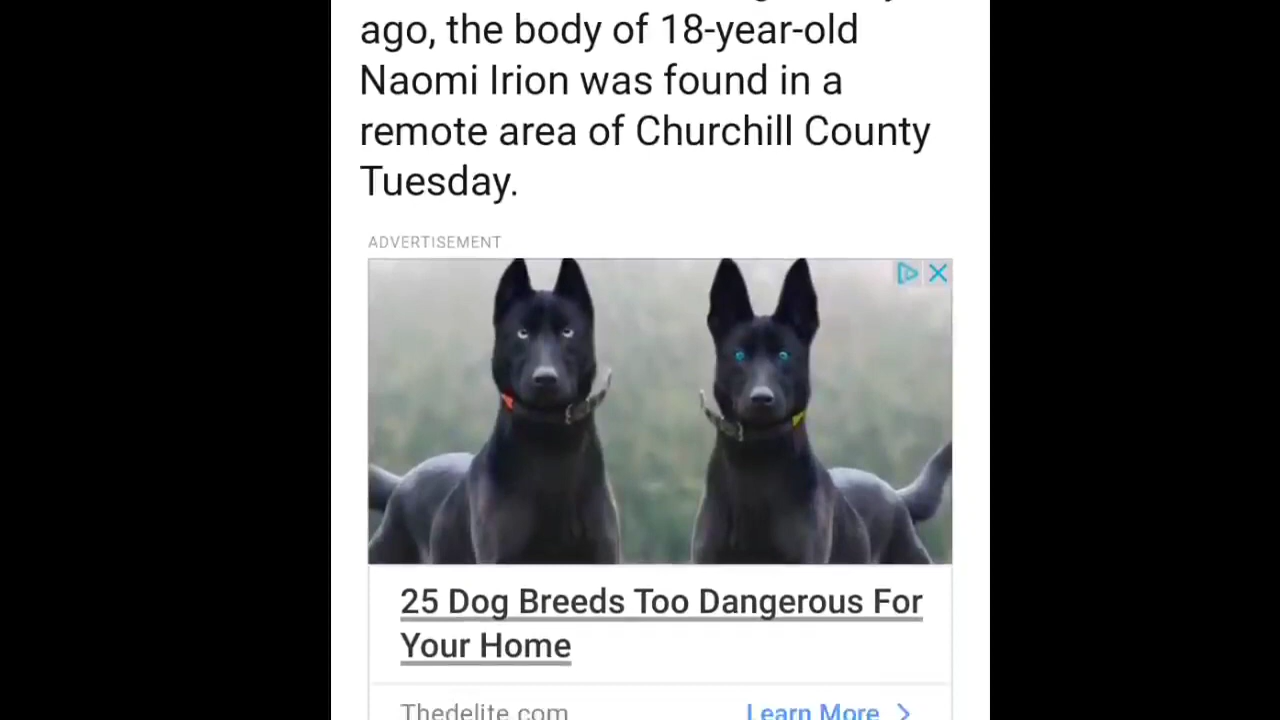 ago, the body of 18-year-old
Naomi Irion was found in a
remote area of Churchill County
Tuesday.
ADVERTISEMENT
25 Dog Breeds Too Dangerous For
Your Home
Thedelite.com
Learn More